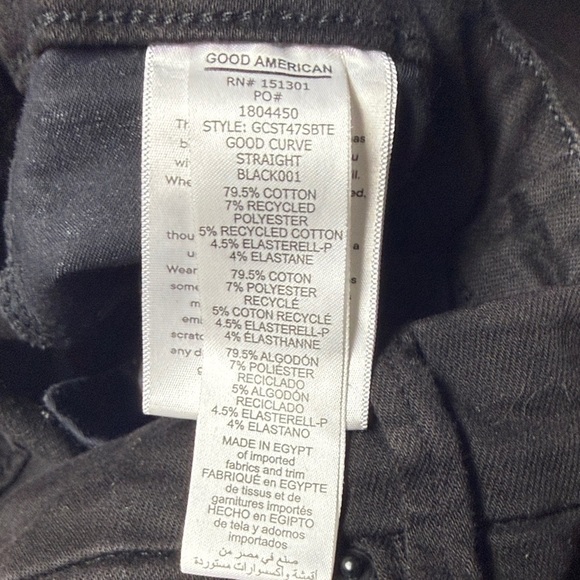 GOOD AMERICAN
RN# 151301
PO#
1804450
STYLE: GCST47SBTE
GOOD CURVE
STRAIGHT
BLACK001
79.5% COTTON
7% RECYCLED
POLYESTER
5% RECYCLED COTTON
4.5% ELASTERELL-P
4% ELASTANE
79.5% COTON
7% POLYESTER
RECYCLÉ
5% COTON RECYCLÉ
4.5% ELASTERELL-P
4% ÉLASTHANNE
79.5% ALGODÓN
7% POLIÉSTER
RECICLADO
5% ALGODÓN
RECICLADO
4.5% ELASTERELL-P
4% ELASTANO
MADE IN EGYPT
of imported
fabrics and trim
FABRIQUÉ EN EGYPTE
de tissus et de
garnitures importés
HECHO en EGIPTO
de tela y adornos
importados
صنع في مصر من
أقمشة وأكسسوارات مستوردة